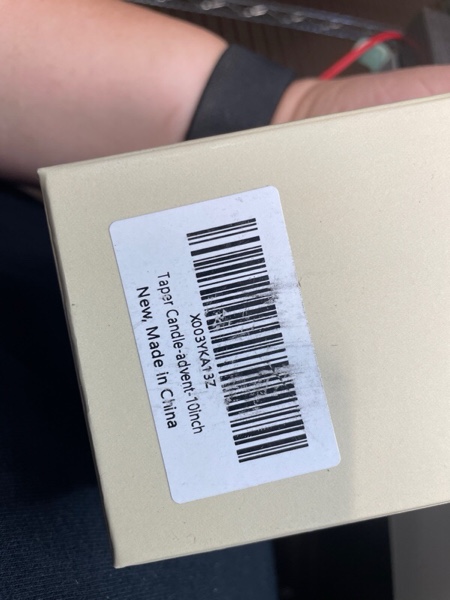 X003YKA13Z
Taper Candle-advent-10inch
New, Made in China